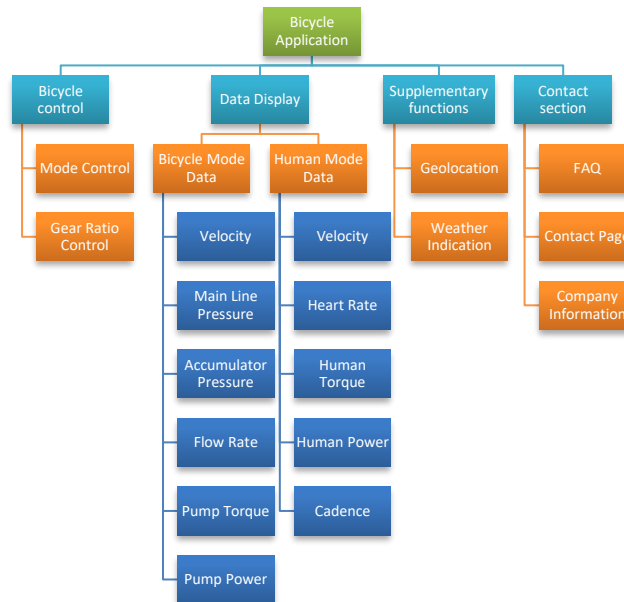 Bicycle
Application
Bicycle
control
Data Display
Supplementary
functions
Contact
section
Mode Control
Bicycle Mode
Data
Human Mode
Data
Geolocation
FAQ
Gear Ratio
Control
Velocity
Velocity
Weather
Indication
Contact Page
Main Line
Pressure
Heart Rate
Company
Information
Accumulator
Pressure
Human
Torque
Flow Rate
Human Power
Pump Torque
Cadence
Pump Power